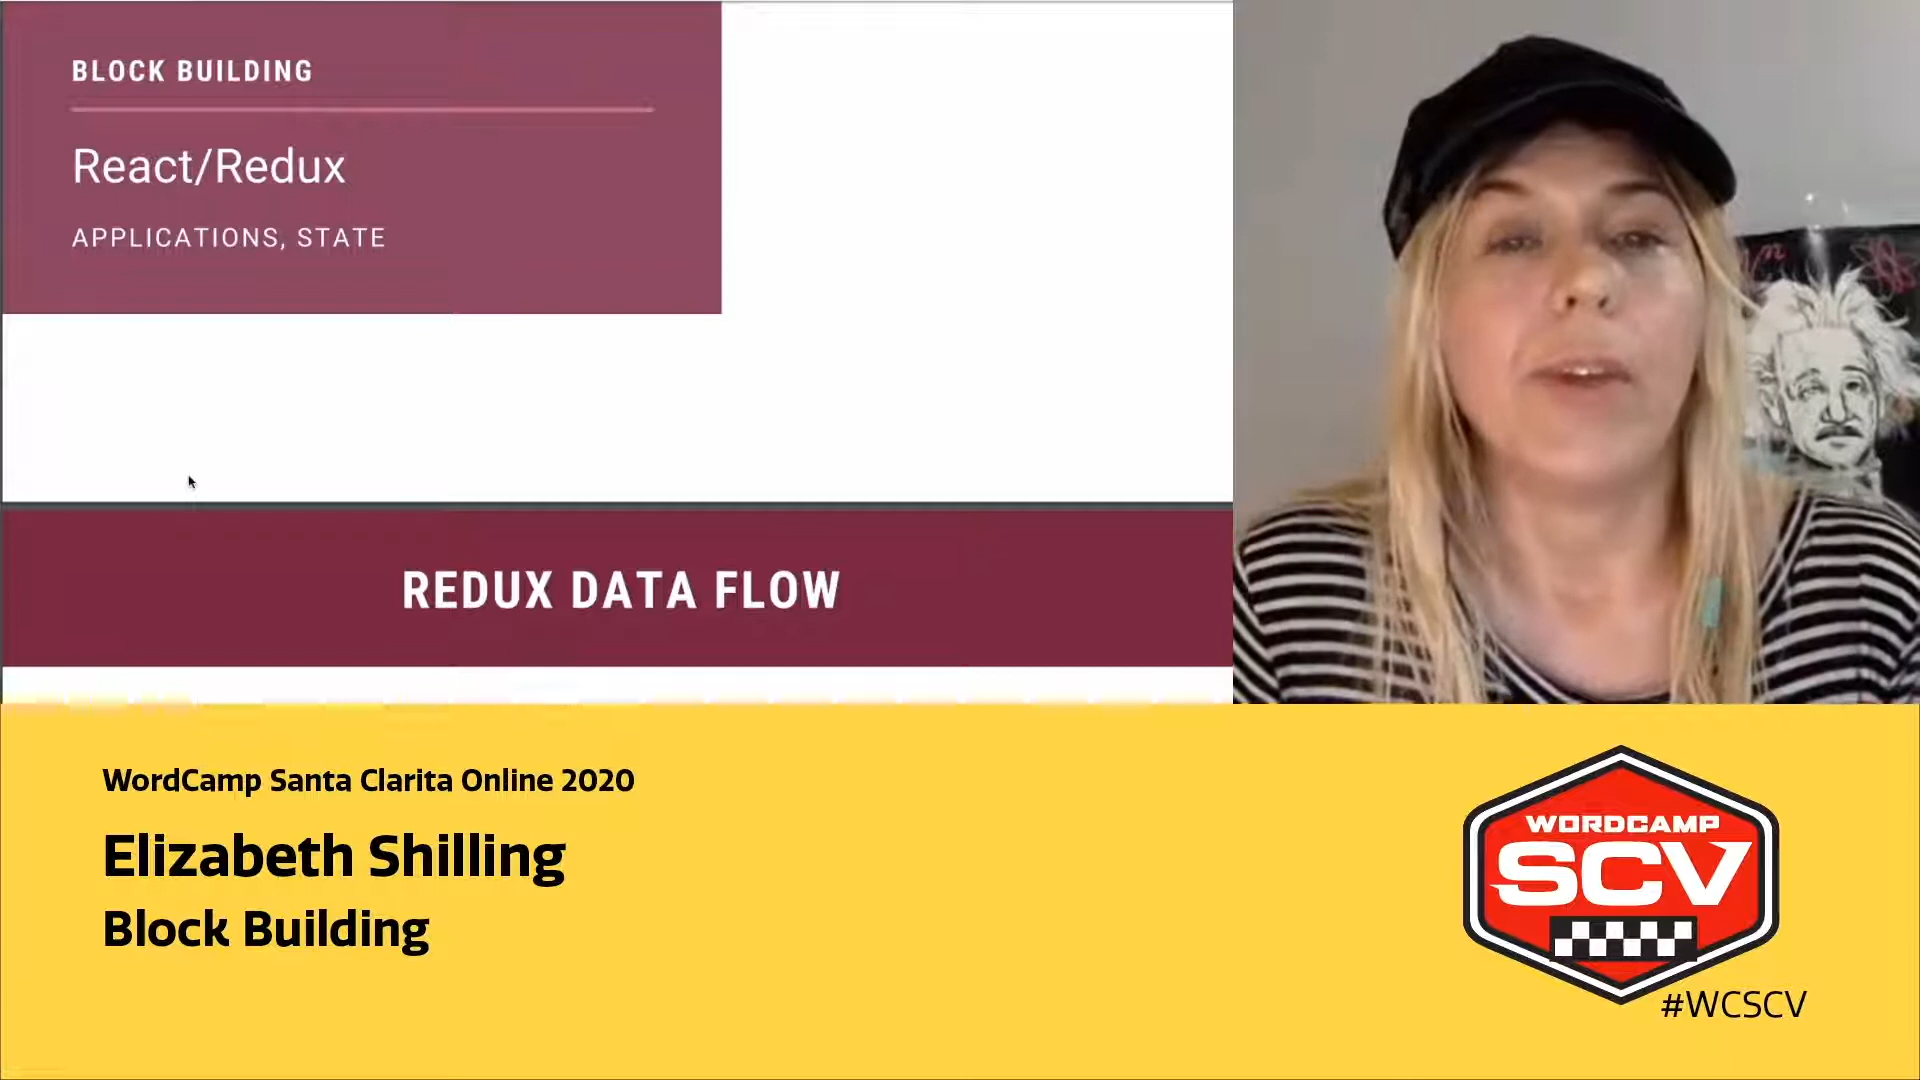 BLOCK BUILDING
React/Redux
APPLICATIONS, STATE
REDUX DATA FLOW
WordCamp Santa Clarita Online 2020
Elizabeth Shilling
Block Building
WORDCAMP
SCV
#WCSCV